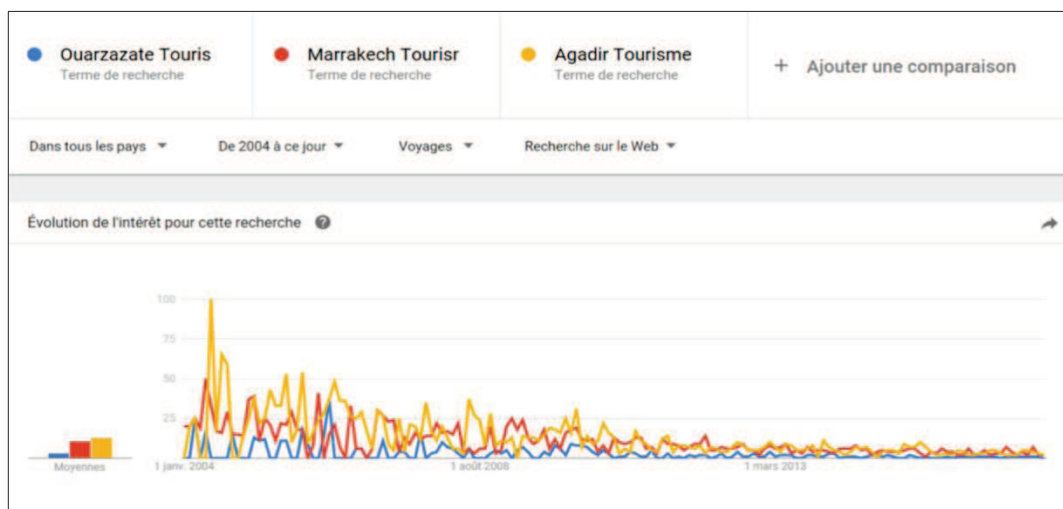 Ouarzazate Touris
Terme de recherche
Marrakech Tourisr
Terme de recherche
Agadir Tourisme
Terme de recherche
+ Ajouter une comparaison
Dans tous les pays
De 2004 à ce jour
Voyages
Recherche sur le Web
Évolution de l'intérêt pour cette recherche ?
100
75
50
25
Moyennes
1 janv. 2004
1 août 2008
1 mars 2013